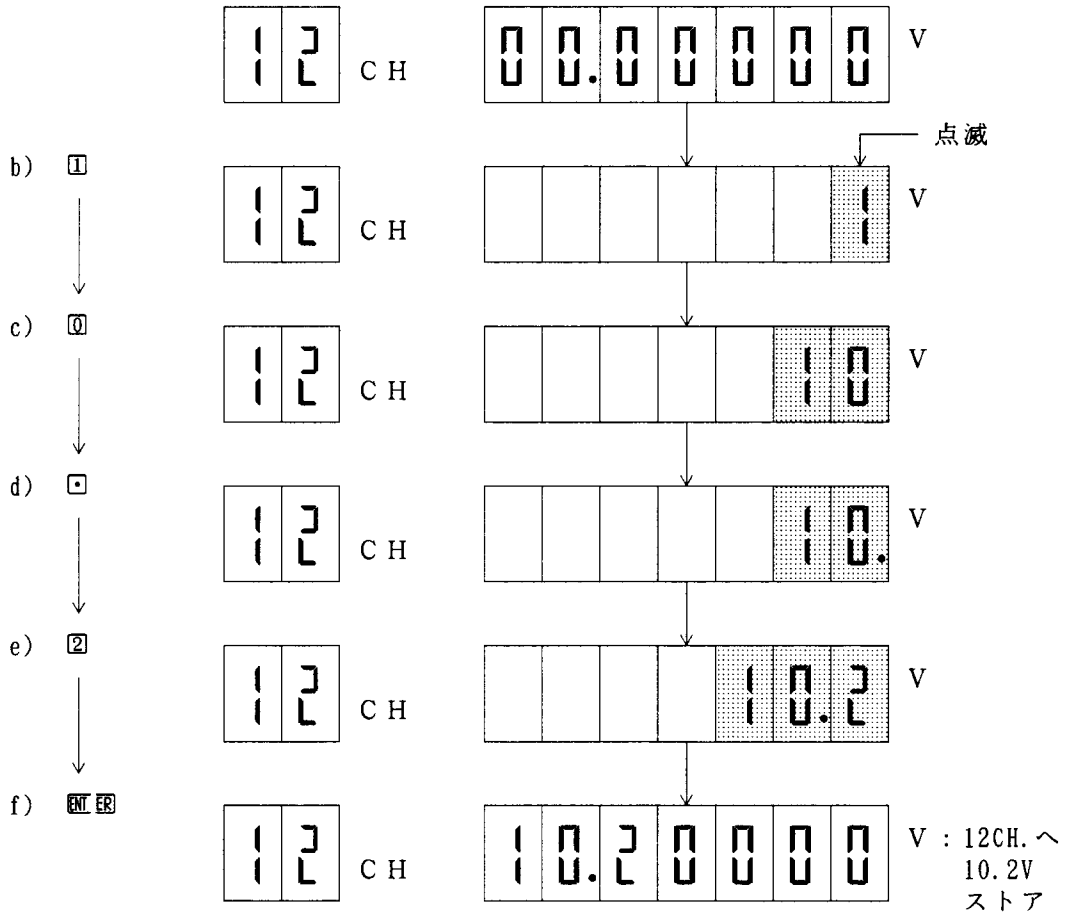 12 CH 00.00000 V
点滅
b) 1 12 CH 1 V
c) 0 12 CH 10 V
d) . 12 CH 10. V
e) 2 12 CH 10.2 V
f) ENTER 12 CH 10.20000 V : 12CH.へ
10.2V
ストア